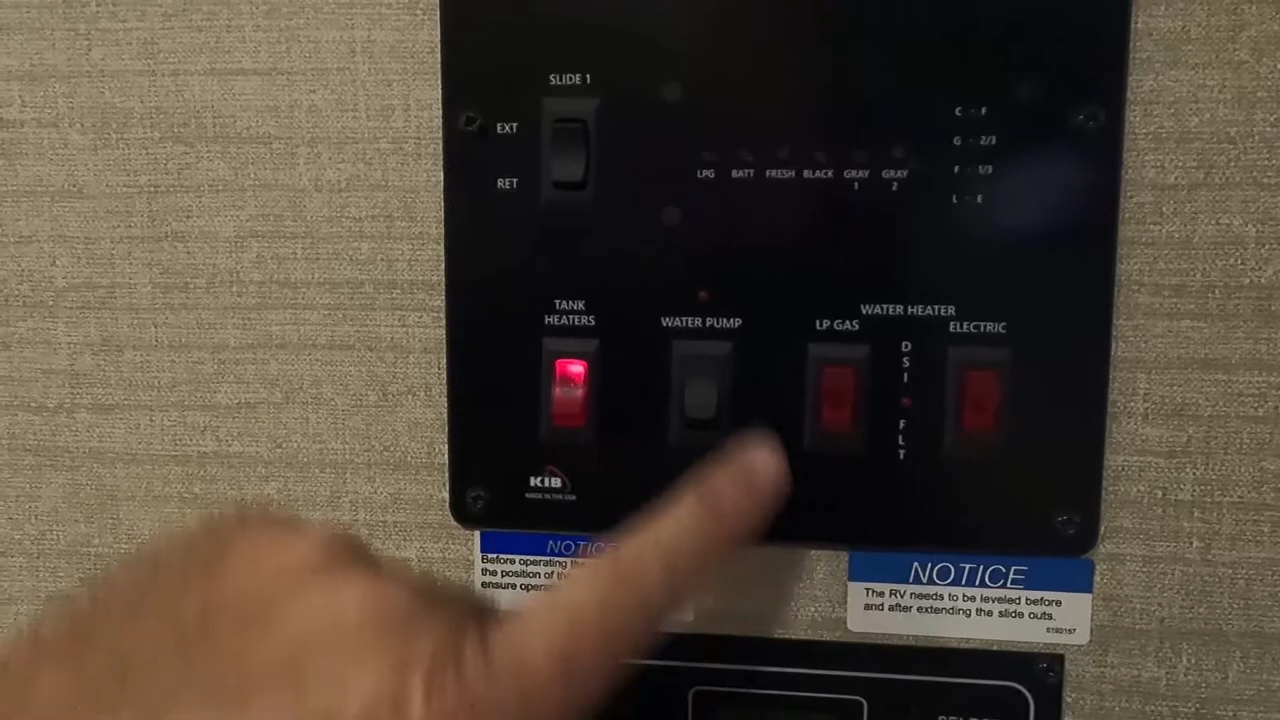 SLIDE 1
EXT
RET
LPG BATT FRESH BLACK GRAY 1 GRAY 2
C - F
G - 2/3
F - 1/3
L - E
TANK
HEATERS
WATER PUMP
WATER HEATER
LP GAS
ELECTRIC
DSI
FLT
KIB
MADE IN THE USA
NOTICE
Before operating the
the position of
ensure
NOTICE
The RV needs to be leveled before
and after extending the slide outs.